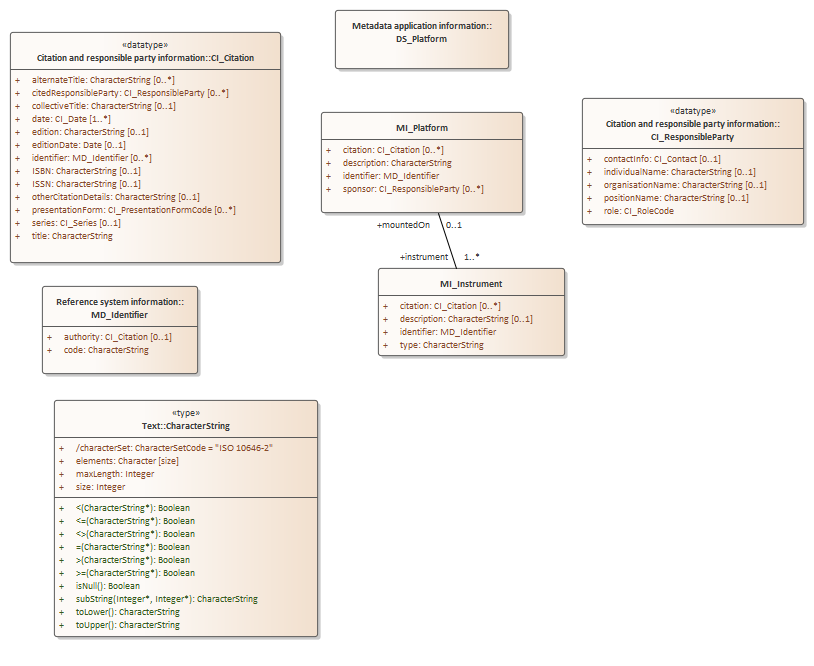 «datatype»
Citation and responsible party information::CI_Citation
+ alternateTitle: CharacterString [0..*]
+ citedResponsibleParty: CI_ResponsibleParty [0..*]
+ collectiveTitle: CharacterString [0..1]
+ date: CI_Date [1..*]
+ edition: CharacterString [0..1]
+ editionDate: Date [0..1]
+ identifier: MD_Identifier [0..*]
+ ISBN: CharacterString [0..1]
+ ISSN: CharacterString [0..1]
+ otherCitationDetails: CharacterString [0..1]
+ presentationForm: CI_PresentationFormCode [0..*]
+ series: CI_Series [0..1]
+ title: CharacterString
Metadata application information::
DS_Platform
MI_Platform
+ citation: CI_Citation [0..*]
+ description: CharacterString
+ identifier: MD_Identifier
+ sponsor: CI_ResponsibleParty [0..*]
«datatype»
Citation and responsible party information::
CI_ResponsibleParty
+ contactInfo: CI_Contact [0..1]
+ individualName: CharacterString [0..1]
+ organisationName: CharacterString [0..1]
+ positionName: CharacterString [0..1]
+ role: CI_RoleCode
+mountedOn 0..1
+instrument 1..*
MI_Instrument
+ citation: CI_Citation [0..*]
+ description: CharacterString [0..1]
+ identifier: MD_Identifier
+ type: CharacterString
Reference system information::
MD_Identifier
+ authority: CI_Citation [0..1]
+ code: CharacterString
«type»
Text::CharacterString
+ /characterSet: CharacterSetCode = "ISO 10646-2"
+ elements: Character [size]
+ maxLength: Integer
+ size: Integer
+ <(CharacterString*): Boolean
+ <=(CharacterString*): Boolean
+ <>(CharacterString*): Boolean
+ =(CharacterString*): Boolean
+ >(CharacterString*): Boolean
+ >=(CharacterString*): Boolean
+ isNull(): Boolean
+ subString(Integer*, Integer*): CharacterString
+ toLower(): CharacterString
+ toUpper(): CharacterString